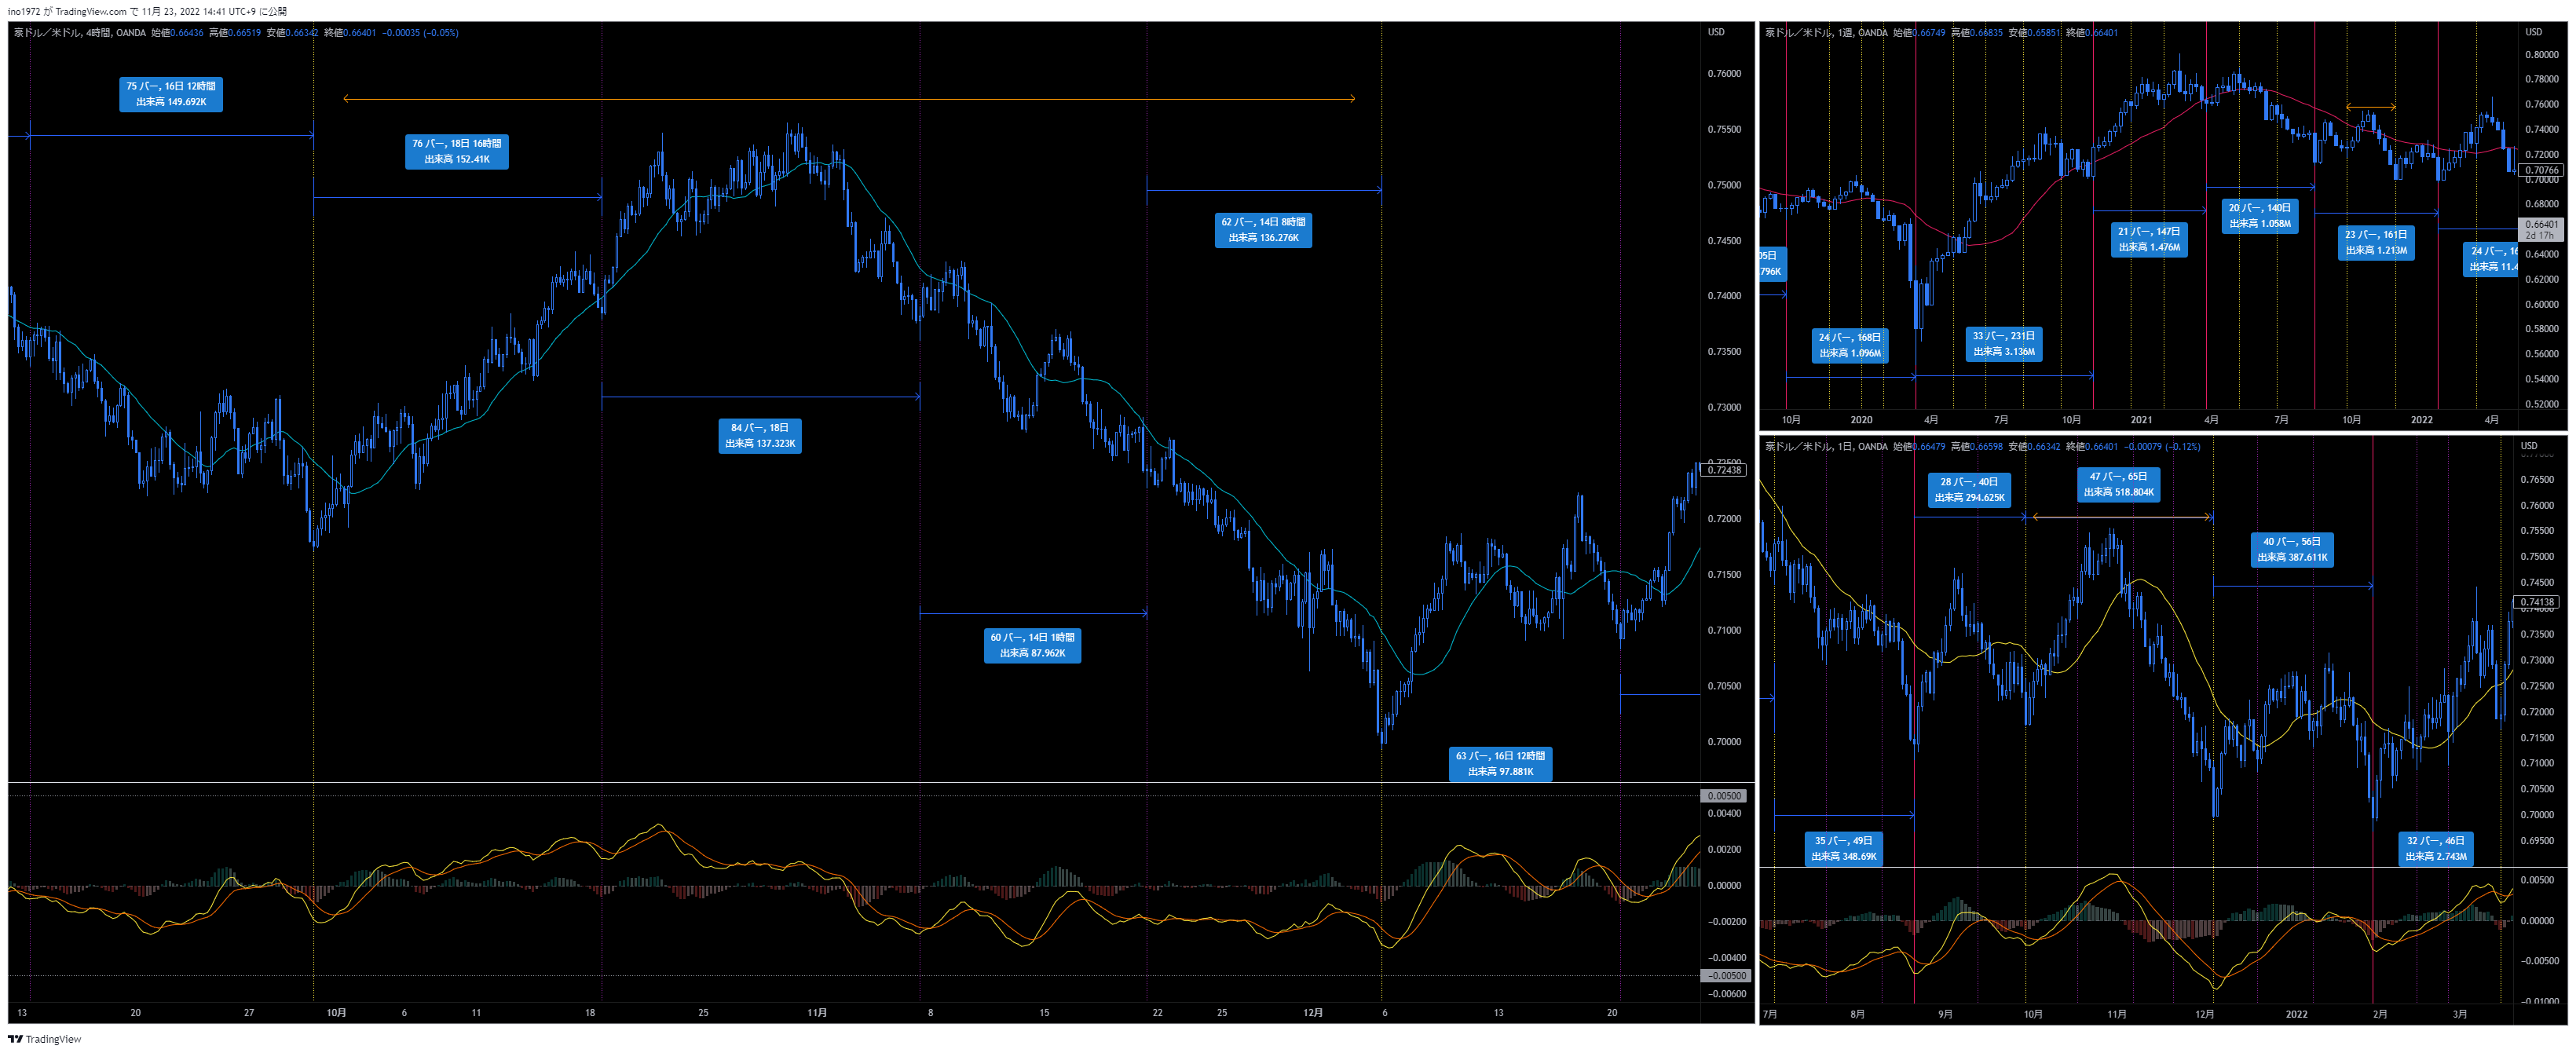 ino1972 が TradingView.com で 11月 23, 2022 14:41 UTC+9 に公開
豪ドル／米ドル, 4時間, OANDA 始値0.66436 高値0.66519 安値0.66342 終値0.66401 −0.00035 (−0.05%)
USD
75 バー, 16日 12時間
出来高 149.692K
76 バー, 18日 16時間
出来高 152.41K
62 バー, 14日 8時間
出来高 136.276K
84 バー, 18日
出来高 137.323K
60 バー, 14日 1時間
出来高 87.962K
63 バー, 16日 12時間
出来高 97.881K
0.76000
0.75500
0.75000
0.74500
0.74000
0.73500
0.73000
0.72500
0.72438
0.72000
0.71500
0.71000
0.70500
0.70000
0.00500
0.00400
0.00200
0.00000
−0.00200
−0.00400
−0.00500
−0.00600
13 20 27 10月 6 11 18 25 11月 8 15 22 25 12月 6 13 20
豪ドル／米ドル, 1週, OANDA 始値0.66749 高値0.66835 安値0.65851 終値0.66401
USD
05日
796K
24 バー, 168日
出来高 1.096M
33 バー, 231日
出来高 3.136M
21 バー, 147日
出来高 1.476M
20 バー, 140日
出来高 1.058M
23 バー, 161日
出来高 1.213M
24 バー, 16
出来高 11.4
0.80000
0.78000
0.76000
0.74000
0.72000
0.70766
0.70000
0.68000
0.66401
2d 17h
0.64000
0.62000
0.60000
0.58000
0.56000
0.54000
0.52000
10月 2020 4月 7月 10月 2021 4月 7月 10月 2022 4月
豪ドル／米ドル, 1日, OANDA 始値0.66479 高値0.66598 安値0.66342 終値0.66401 −0.00079 (−0.12%)
USD
28 バー, 40日
出来高 294.625K
47 バー, 65日
出来高 518.804K
40 バー, 56日
出来高 387.611K
35 バー, 49日
出来高 348.69K
32 バー, 46日
出来高 2.743M
0.77000
0.76500
0.76000
0.75500
0.75000
0.74500
0.74138
0.74000
0.73500
0.73000
0.72500
0.72000
0.71500
0.71000
0.70500
0.70000
0.69500
0.00500
0.00000
−0.00500
−0.01000
7月 8月 9月 10月 11月 12月 2022 2月 3月
TradingView